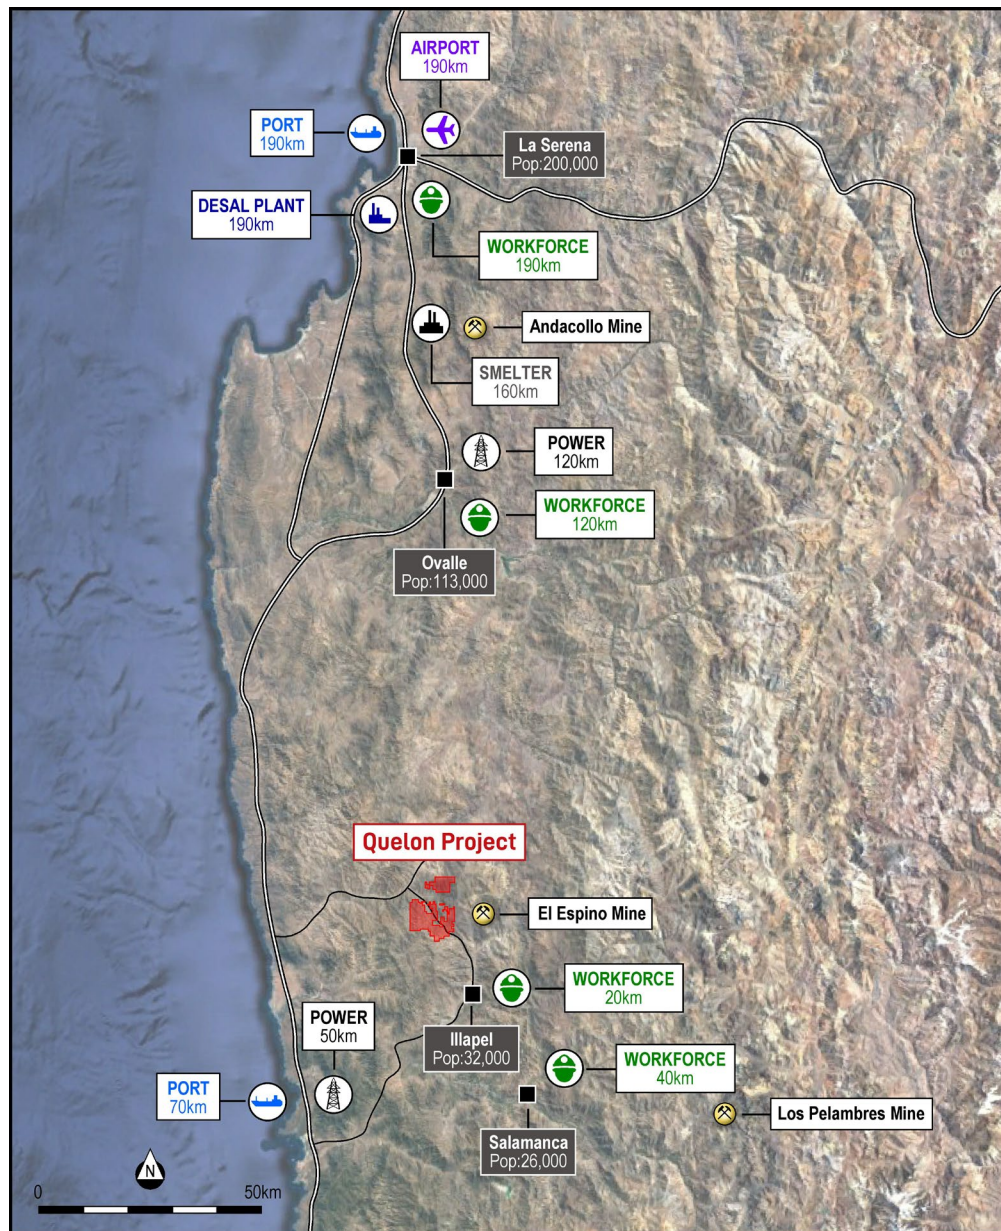 AIRPORT
190km
PORT
190km
La Serena
Pop:200,000
DESAL PLANT
190km
WORKFORCE
190km
Andacollo Mine
SMELTER
160km
POWER
120km
WORKFORCE
120km
Ovalle
Pop:113,000
Quelon Project
El Espino Mine
WORKFORCE
20km
POWER
50km
Illapel
Pop:32,000
WORKFORCE
40km
PORT
70km
Los Pelambres Mine
Salamanca
Pop:26,000
N
0 50km